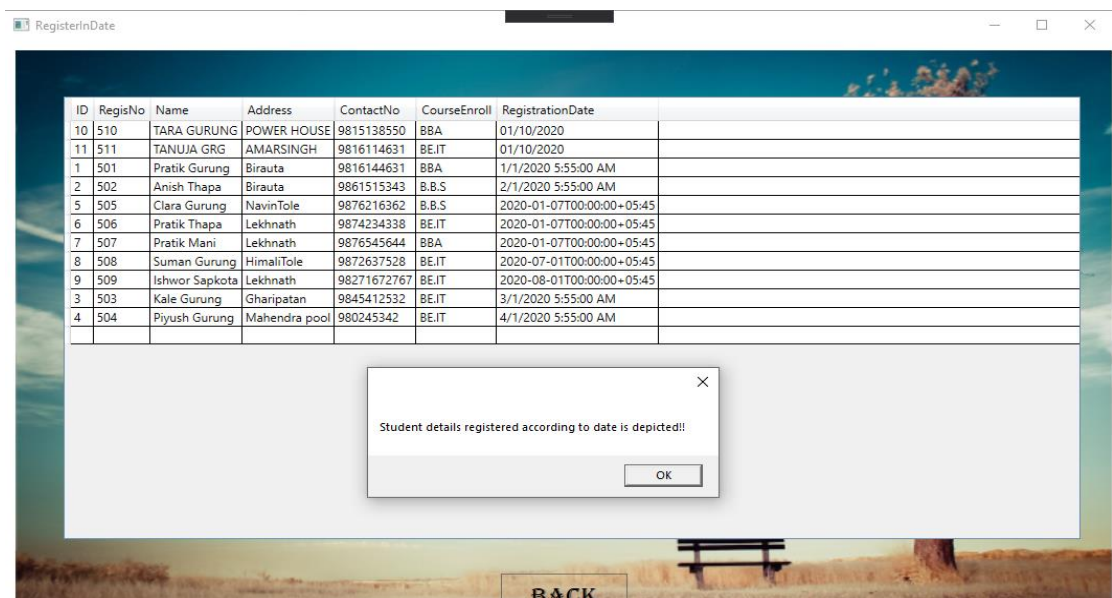 RegisterInDate
ID RegisNo Name Address ContactNo CourseEnroll RegistrationDate
10 510 TARA GURUNG POWER HOUSE 9815138550 BBA 01/10/2020
11 511 TANUJA GRG AMARSINGH 9816114631 BE.IT 01/10/2020
1 501 Pratik Gurung Birauta 9816144631 BBA 1/1/2020 5:55:00 AM
2 502 Anish Thapa Birauta 9861515343 B.B.S 2/1/2020 5:55:00 AM
5 505 Clara Gurung NavinTole 9876216362 B.B.S 2020-01-07T00:00:00+05:45
6 506 Pratik Thapa Lekhnath 9874234338 BE.IT 2020-01-07T00:00:00+05:45
7 507 Pratik Mani Lekhnath 9876545644 BBA 2020-01-07T00:00:00+05:45
8 508 Suman Gurung HimaliTole 9872637528 BE.IT 2020-07-01T00:00:00+05:45
9 509 Ishwor Sapkota Lekhnath 98271672767 BE.IT 2020-08-01T00:00:00+05:45
3 503 Kale Gurung Gharipatan 9845412532 BE.IT 3/1/2020 5:55:00 AM
4 504 Piyush Gurung Mahendra pool 980245342 BE.IT 4/1/2020 5:55:00 AM
Student details registered according to date is depicted!!
OK
BACK